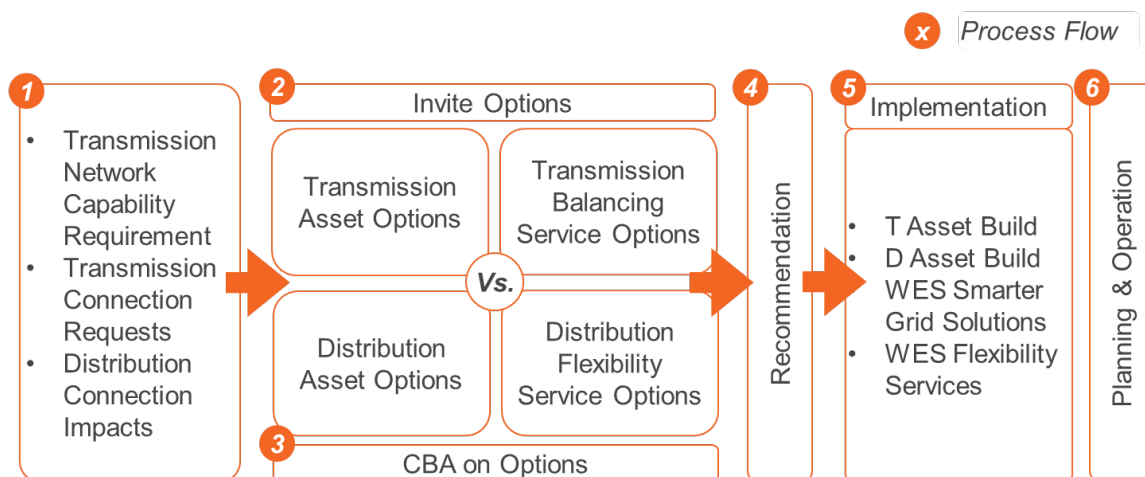 x Process Flow
1
• Transmission
Network
Capability
Requirement
• Transmission
Connection
Requests
• Distribution
Connection
Impacts
2
Invite Options
Transmission
Asset Options
Transmission
Balancing
Service Options
Vs.
Distribution
Asset Options
Distribution
Flexibility
Service Options
3
CBA on Options
4
Recommendation
5
Implementation
• T Asset Build
• D Asset Build
WES Smarter
Grid Solutions
• WES Flexibility
Services
6
Planning & Operation